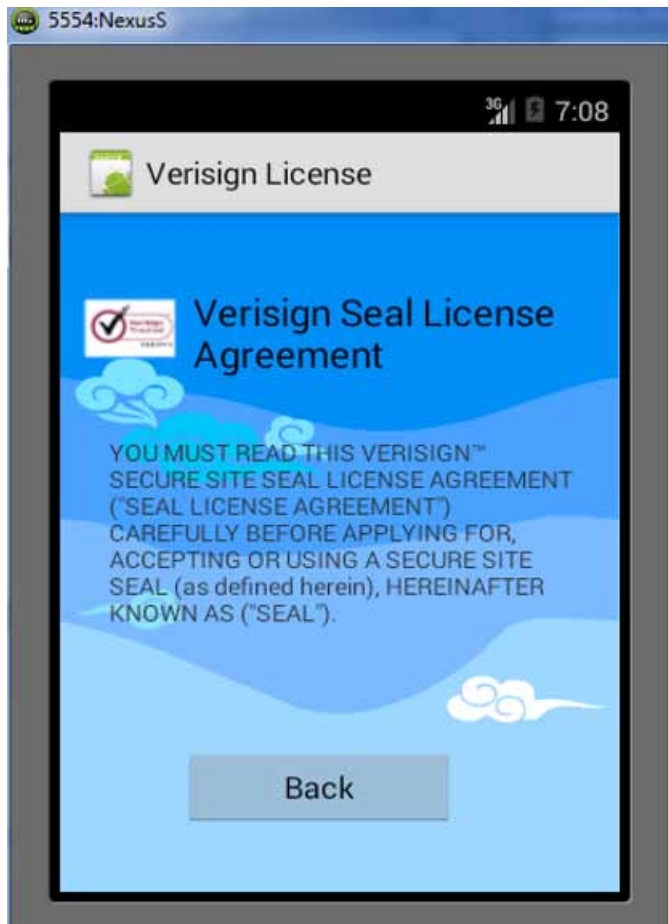 5554:NexusS
3G 7:08
Verisign License
Verisign Seal License
Agreement
YOU MUST READ THIS VERISIGN™
SECURE SITE SEAL LICENSE AGREEMENT
("SEAL LICENSE AGREEMENT")
CAREFULLY BEFORE APPLYING FOR,
ACCEPTING OR USING A SECURE SITE
SEAL (as defined herein), HEREINAFTER
KNOWN AS ("SEAL").
Back